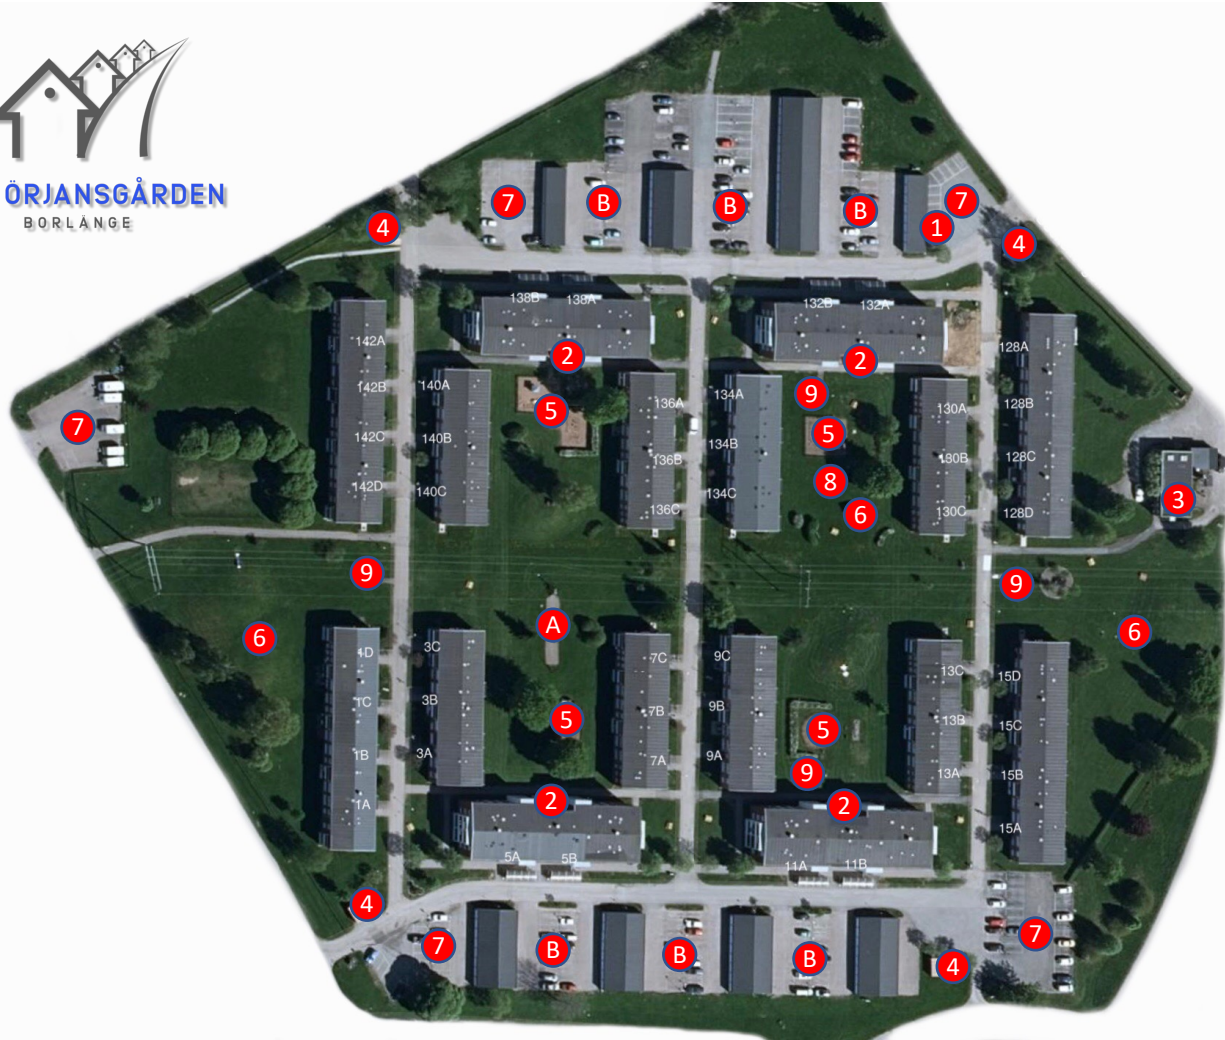 ÖRJANSGÅRDEN
BORLÄNGE
7
B
B
B
7
1
4
4
138B
138A
132B
132A
2
2
142A
142B
142C
142D
140A
140B
140C
5
136A
136B
136C
134A
134B
134C
9
5
8
6
130A
130B
130C
128A
128B
128C
128D
7
3
9
9
6
A
6
1D
1C
1B
1A
3C
3B
3A
5
7C
7B
7A
9C
9B
9A
5
9
13C
13B
13A
15D
15C
15B
15A
2
2
5A
5B
11A
11B
4
7
B
B
B
4
7